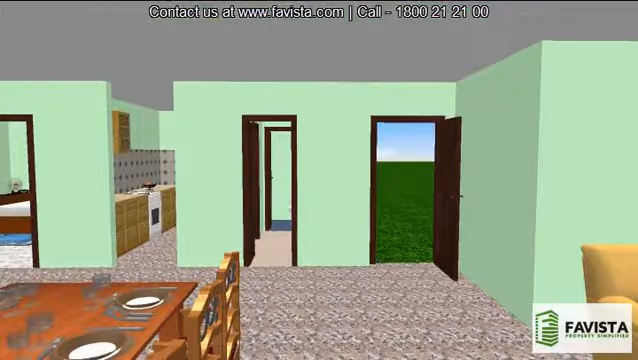 Contact us at www.favista.com | Call - 1800 21 21 00
FAVISTA
PROPERTY SIMPLIFIED